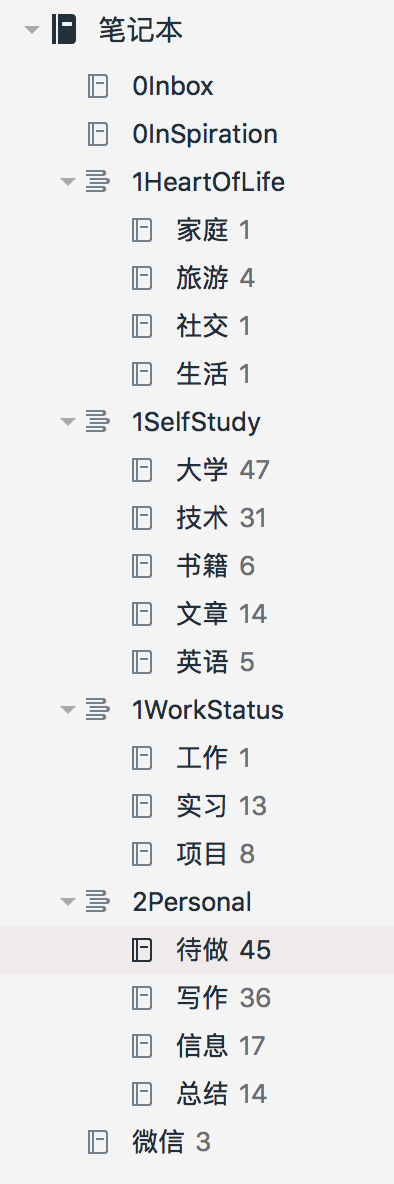 笔记本
0Inbox
0InSpiration
1HeartOfLife
家庭 1
旅游 4
社交 1
生活 1
1SelfStudy
大学 47
技术 31
书籍 6
文章 14
英语 5
1WorkStatus
工作 1
实习 13
项目 8
2Personal
待做 45
写作 36
信息 17
总结 14
微信 3